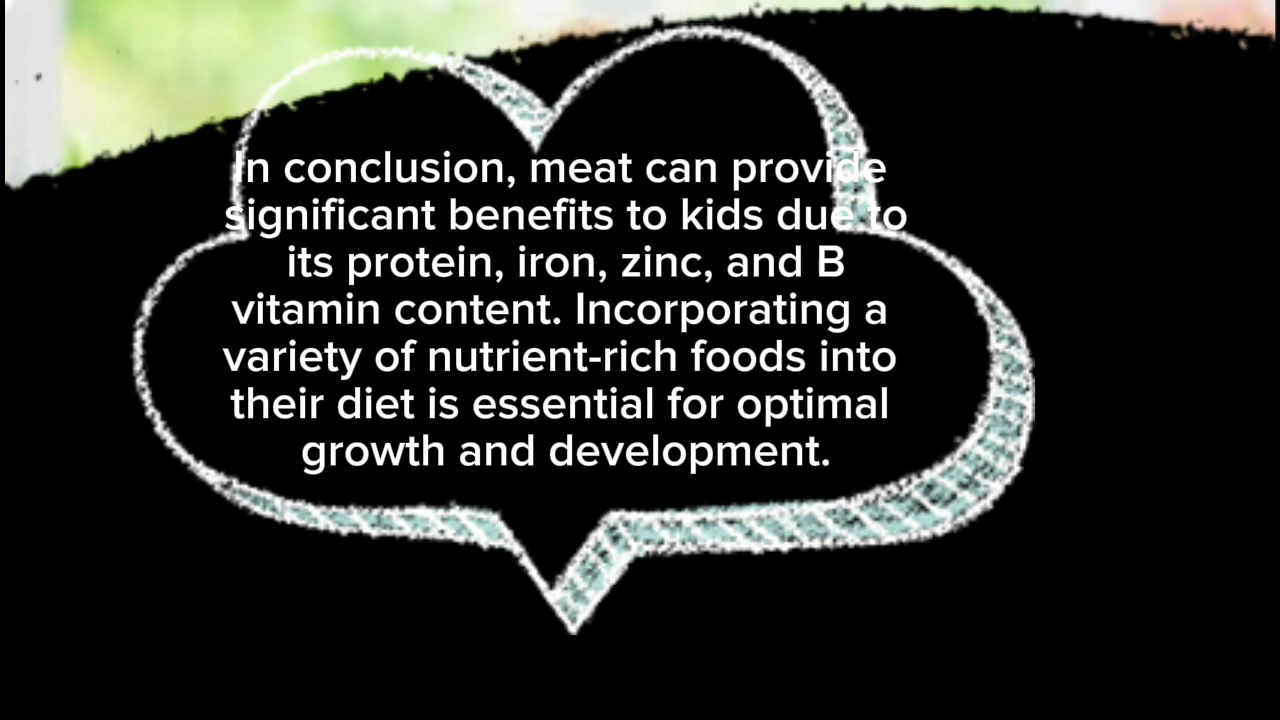 In conclusion, meat can provide
significant benefits to kids due to
its protein, iron, zinc, and B
vitamin content. Incorporating a
variety of nutrient-rich foods into
their diet is essential for optimal
growth and development.